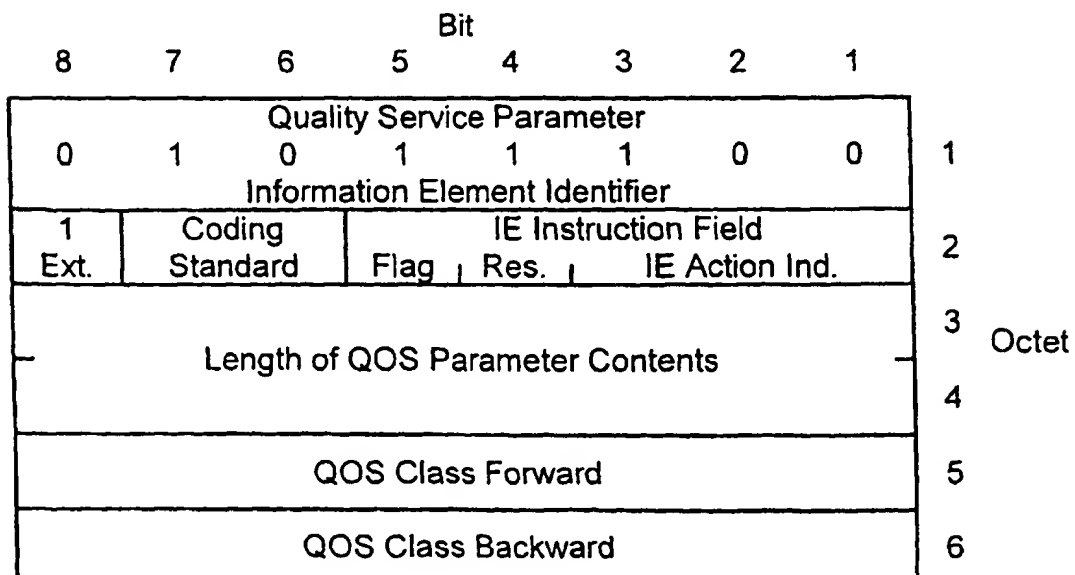 Bit
8 7 6 5 4 3 2 1
Quality Service Parameter
0 1 0 1 1 1 0 0 1
Information Element Identifier
1 Coding IE Instruction Field
Ext. Standard Flag Res. IE Action Ind. 2
3
Length of QOS Parameter Contents Octet
4
QOS Class Forward 5
QOS Class Backward 6